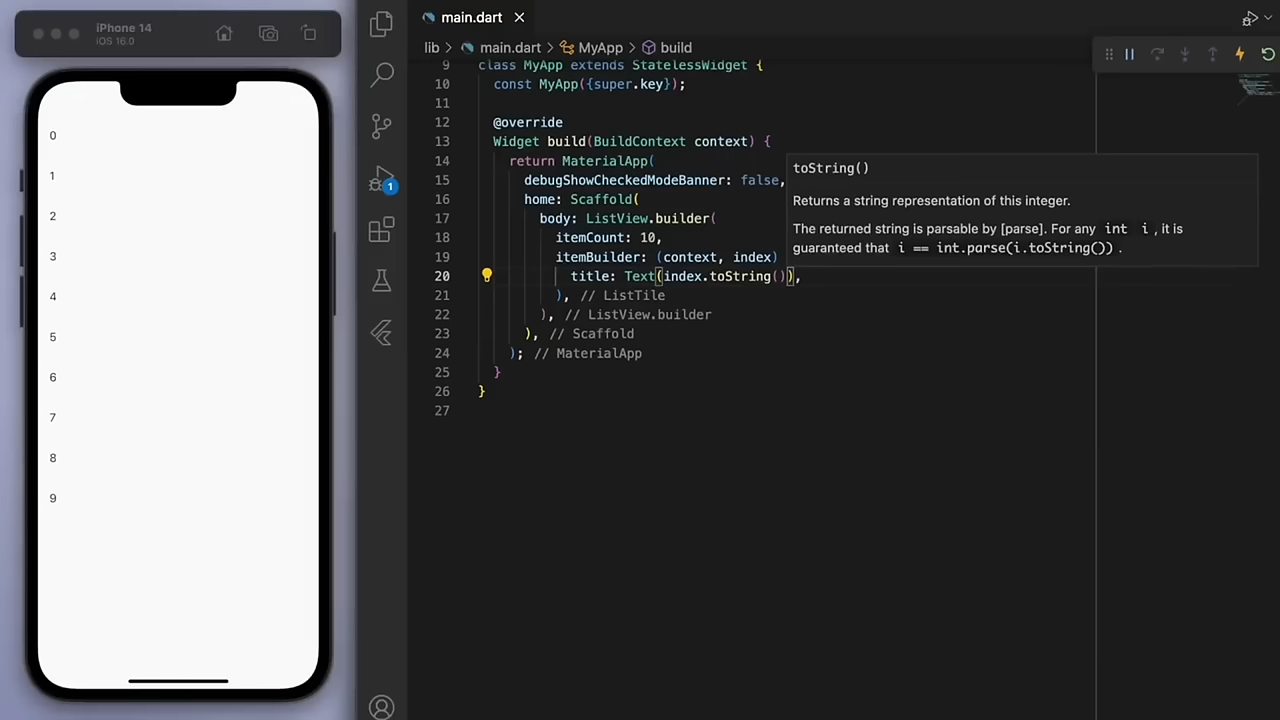 iPhone 14
iOS 16.0
0
1
2
3
4
5
6
7
8
9
1
main.dart
lib > main.dart > MyApp > build
9 class MyApp extends StatelessWidget {
10 const MyApp({super.key});
11
12 @override
13 Widget build(BuildContext context) {
14 return MaterialApp(
15 debugShowCheckedModeBanner: false,
16 home: Scaffold(
17 body: ListView.builder(
18 itemCount: 10,
19 itemBuilder: (context, index)
20 title: Text(index.toString()),
21 ), // ListTile
22 ), // ListView.builder
23 ), // Scaffold
24 ); // MaterialApp
25 }
26 }
27
toString()
Returns a string representation of this integer.
The returned string is parsable by [parse]. For any int i , it is
guaranteed that i == int.parse(i.toString()) .